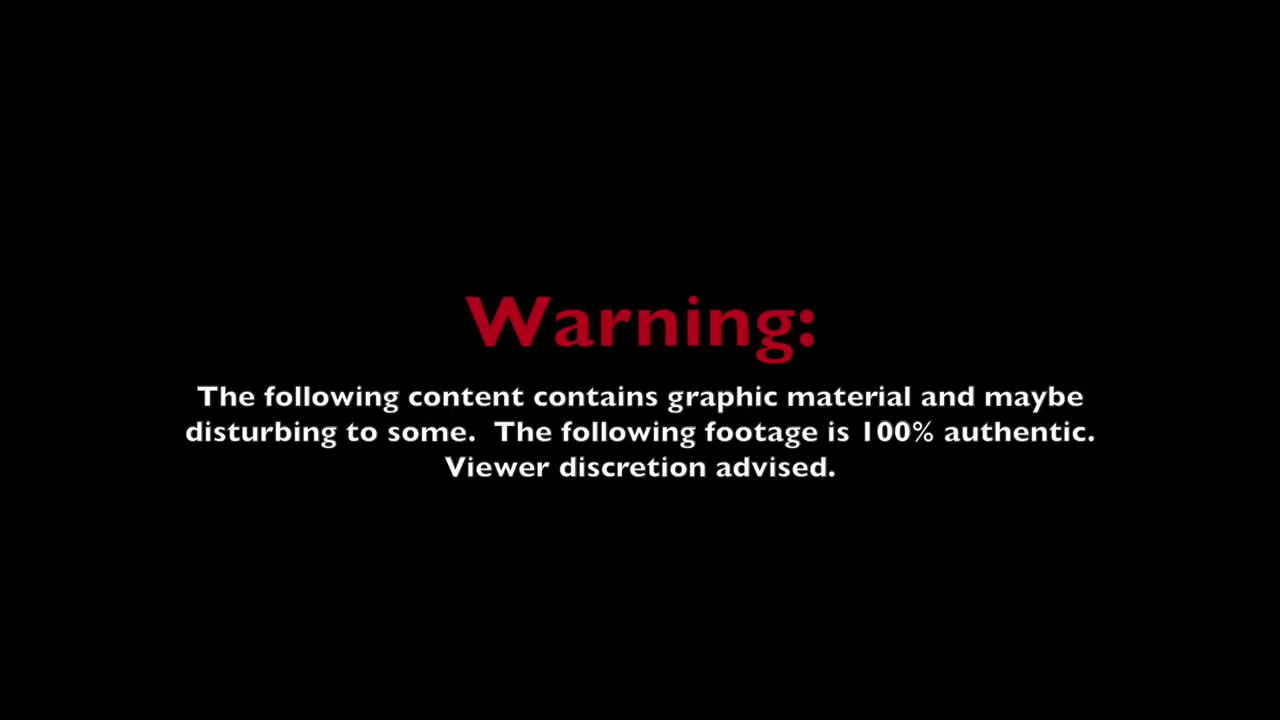 Warning:
The following content contains graphic material and maybe
disturbing to some.  The following footage is 100% authentic.
Viewer discretion advised.